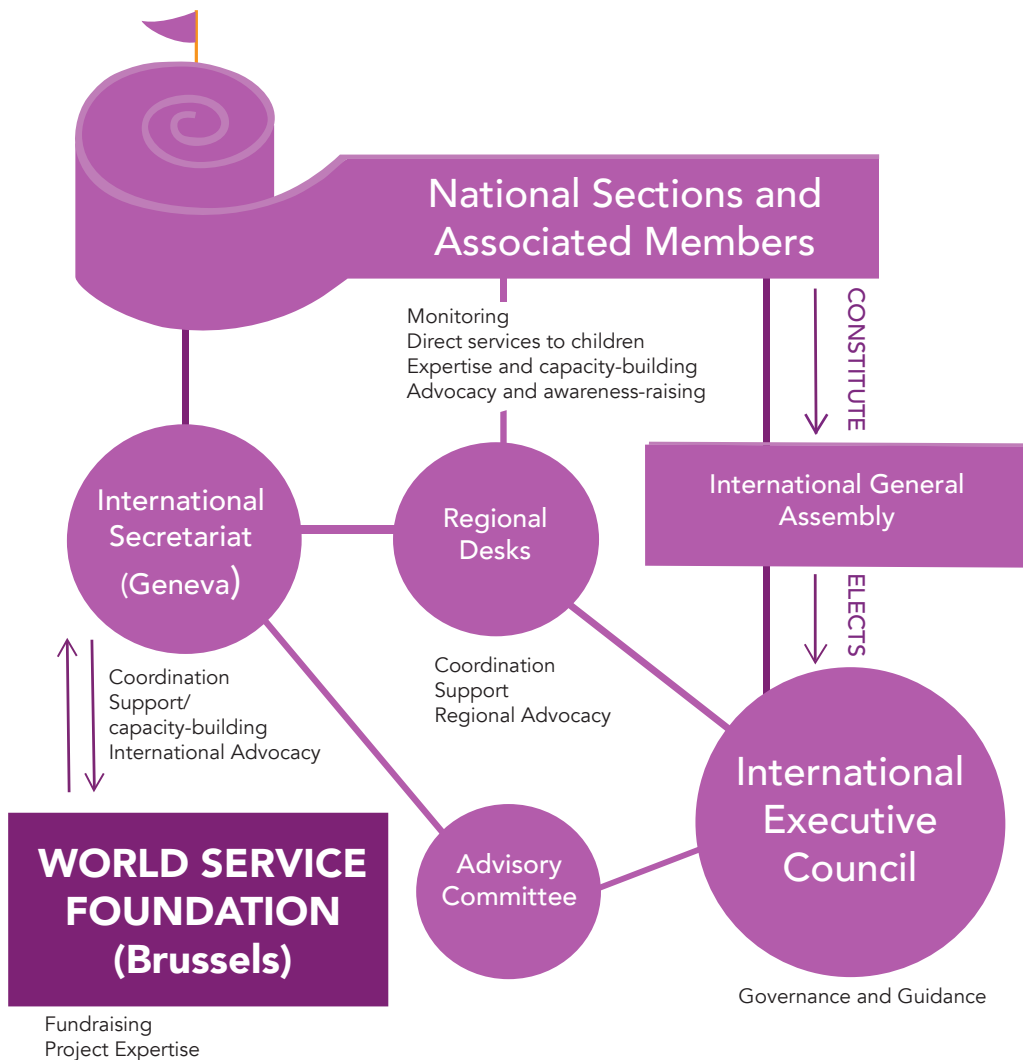 National Sections and
Associated Members
Monitoring
Direct services to children
Expertise and capacity-building
Advocacy and awareness-raising
CONSTITUTE
International General
Assembly
ELECTS
International
Secretariat
(Geneva)
Regional
Desks
Coordination
Support/
capacity-building
International Advocacy
Coordination
Support
Regional Advocacy
International
Executive
Council
Advisory
Committee
WORLD SERVICE
FOUNDATION
(Brussels)
Governance and Guidance
Fundraising
Project Expertise